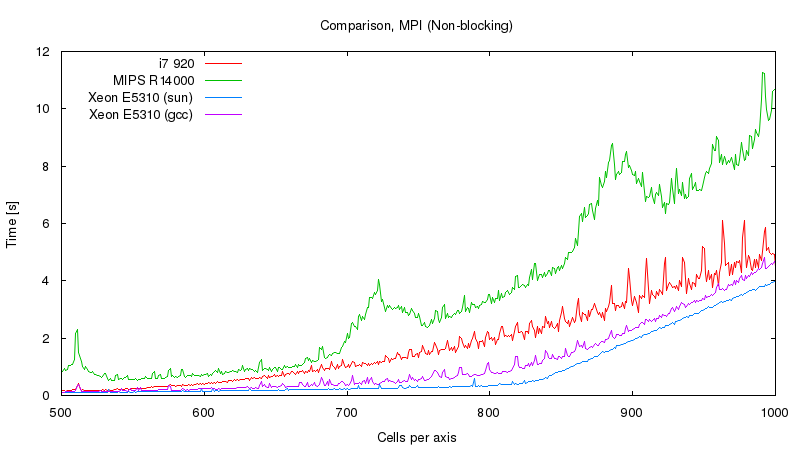 Comparison, MPI (Non-blocking)
12
10
8
6
4
2
0
Time [s]
i7 920
MIPS R14000
Xeon E5310 (sun)
Xeon E5310 (gcc)
500 600 700 800 900 1000
Cells per axis